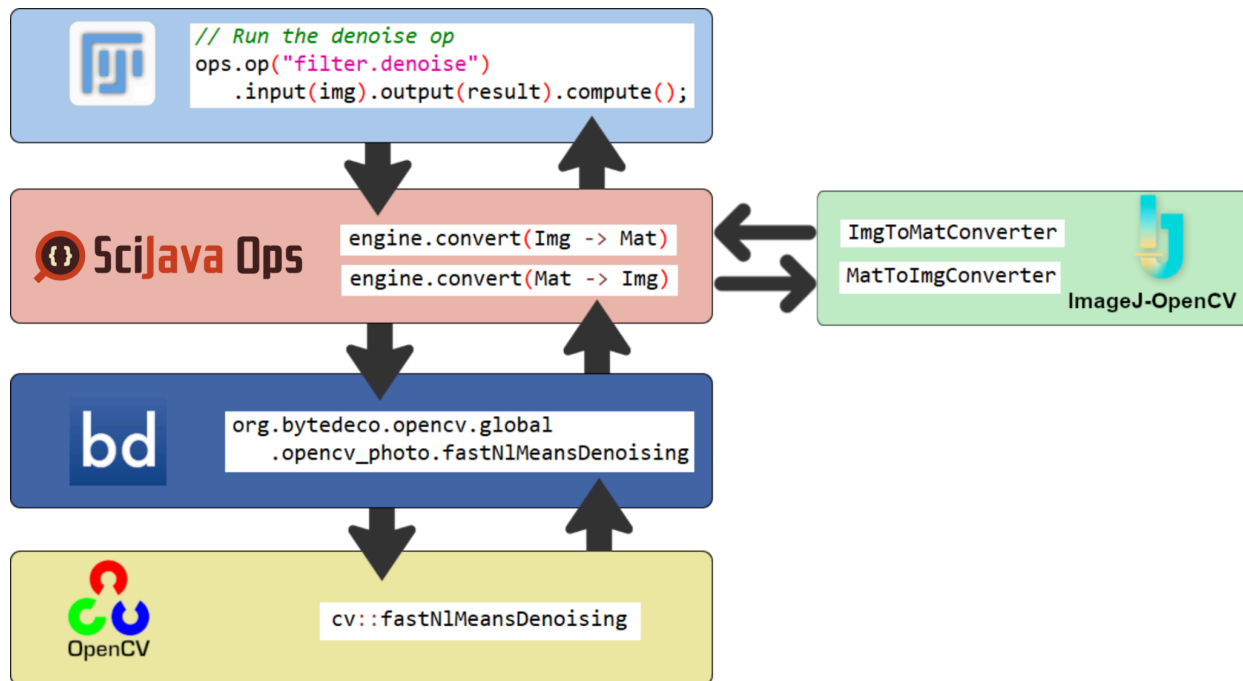 // Run the denoise op
ops.op("filter.denoise")
.input(img).output(result).compute();
SciJava Ops
engine.convert(Img -> Mat)
engine.convert(Mat -> Img)
ImgToMatConverter
MatToImgConverter
ImageJ-OpenCV
bd
org.bytedeco.opencv.global
.opencv_photo.fastNlMeansDenoising
OpenCV
cv::fastNlMeansDenoising